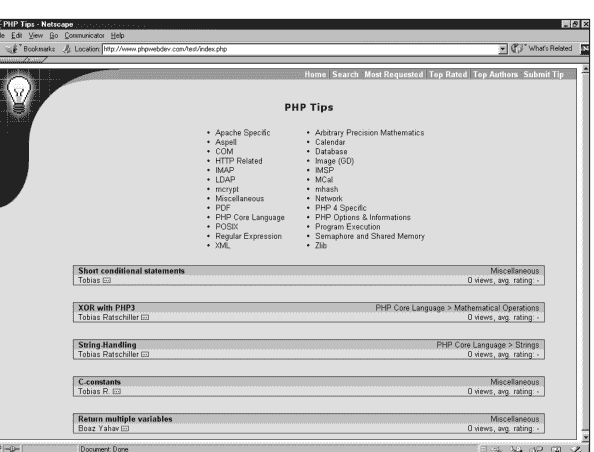 PHP Tips - Netscape
Edit View Go Communicator Help
Bookmarks Location: http://www.phpwebdev.com/test/index.php What's Related
Home Search Most Requested Top Rated Top Authors Submit Tip
PHP Tips
• Apache Specific
• Aspell
• COM
• HTTP Related
• IMAP
• LDAP
• mcrypt
• Miscellaneous
• PDF
• PHP Core Language
• POSIX
• Regular Expression
• XML
• Arbitrary Precision Mathematics
• Calendar
• Database
• Image (GD)
• IMSP
• MCal
• mhash
• Network
• PHP 4 Specific
• PHP Options & Informations
• Program Execution
• Semaphore and Shared Memory
• Zlib
Short conditional statements Miscellaneous
Tobias 0 views, avg. rating: -
XOR with PHP3 PHP Core Language > Mathematical Operations
Tobias Ratschiller 0 views, avg. rating: -
String-Handling PHP Core Language > Strings
Tobias Ratschiller 0 views, avg. rating: -
C-constants Miscellaneous
Tobias R. 0 views, avg. rating: -
Return multiple variables Miscellaneous
Boaz Yahav 0 views, avg. rating: -
Document: Done